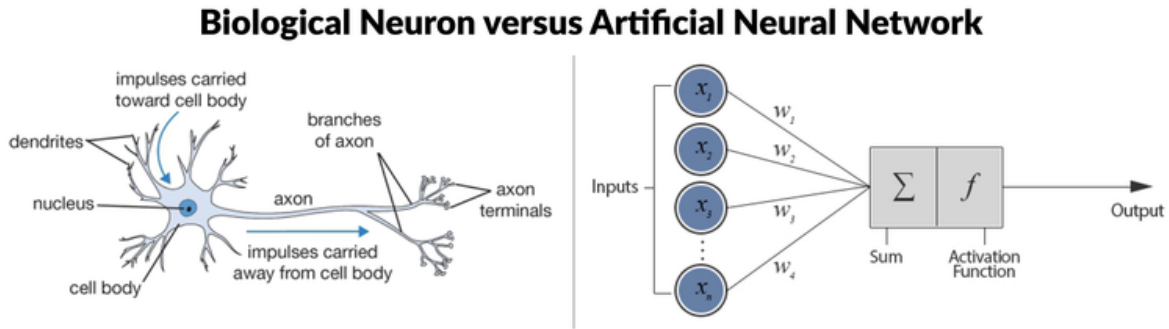 Biological Neuron versus Artificial Neural Network
impulses carried
toward cell body
dendrites
nucleus
cell body
axon
impulses carried
away from cell body
branches
of axon
axon
terminals
Inputs
x1
x2
x3
xn
w1
w2
w3
w4
Σ
f
Sum
Activation
Function
Output